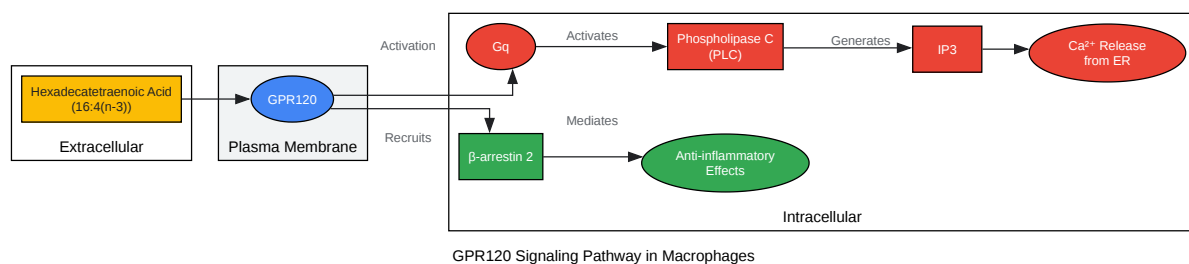 Hexadecatetraenoic Acid
(16:4(n-3))
Extracellular
GPR120
Plasma Membrane
Activation
Recruits
Gq
Activates
Phospholipase C
(PLC)
Generates
IP3
Ca²⁺ Release
from ER
β-arrestin 2
Mediates
Anti-inflammatory
Effects
Intracellular
GPR120 Signaling Pathway in Macrophages